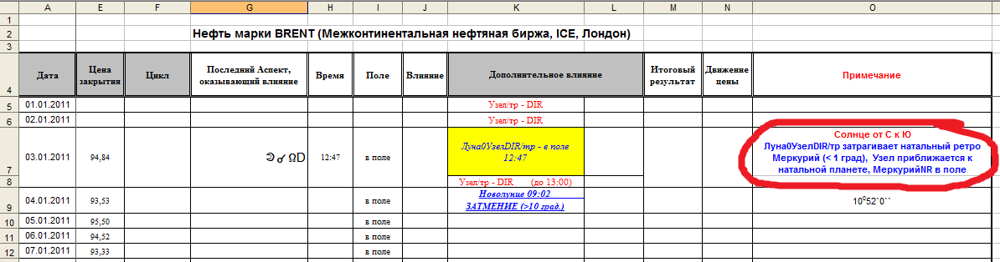 A E F G H I J K L M N O
1
2 Нефть марки BRENT (Межконтинентальная нефтяная биржа, ICE, Лондон)
3
4 Дата Цена закрытия Цикл Последний Аспект, оказывающий влияние Время Поле Влияние Дополнительное влияние Итоговый результат Движение цены Примечание
5 01.01.2011 Узел/тр - DIR
6 02.01.2011 Узел/тр - DIR
Солнце от С к Ю
7 03.01.2011 94,84 ☌ ΩD 12:47 в поле Луна0УзелDIR/тр - в поле
12:47
Луна0УзелDIR/тр затрагивает натальный ретро
Меркурий (< 1 град), Узел приближается к
натальной планете, МеркурийNR в поле
8 Узел/тр - DIR (до 13:00)
9 04.01.2011 93,53 в поле Новолуние 09:02
ЗАТМЕНИЕ (>10 град.)
10⁰52`0``
10 05.01.2011 95,50 в поле
11 06.01.2011 94,52 в поле
12 07.01.2011 93,33 в поле